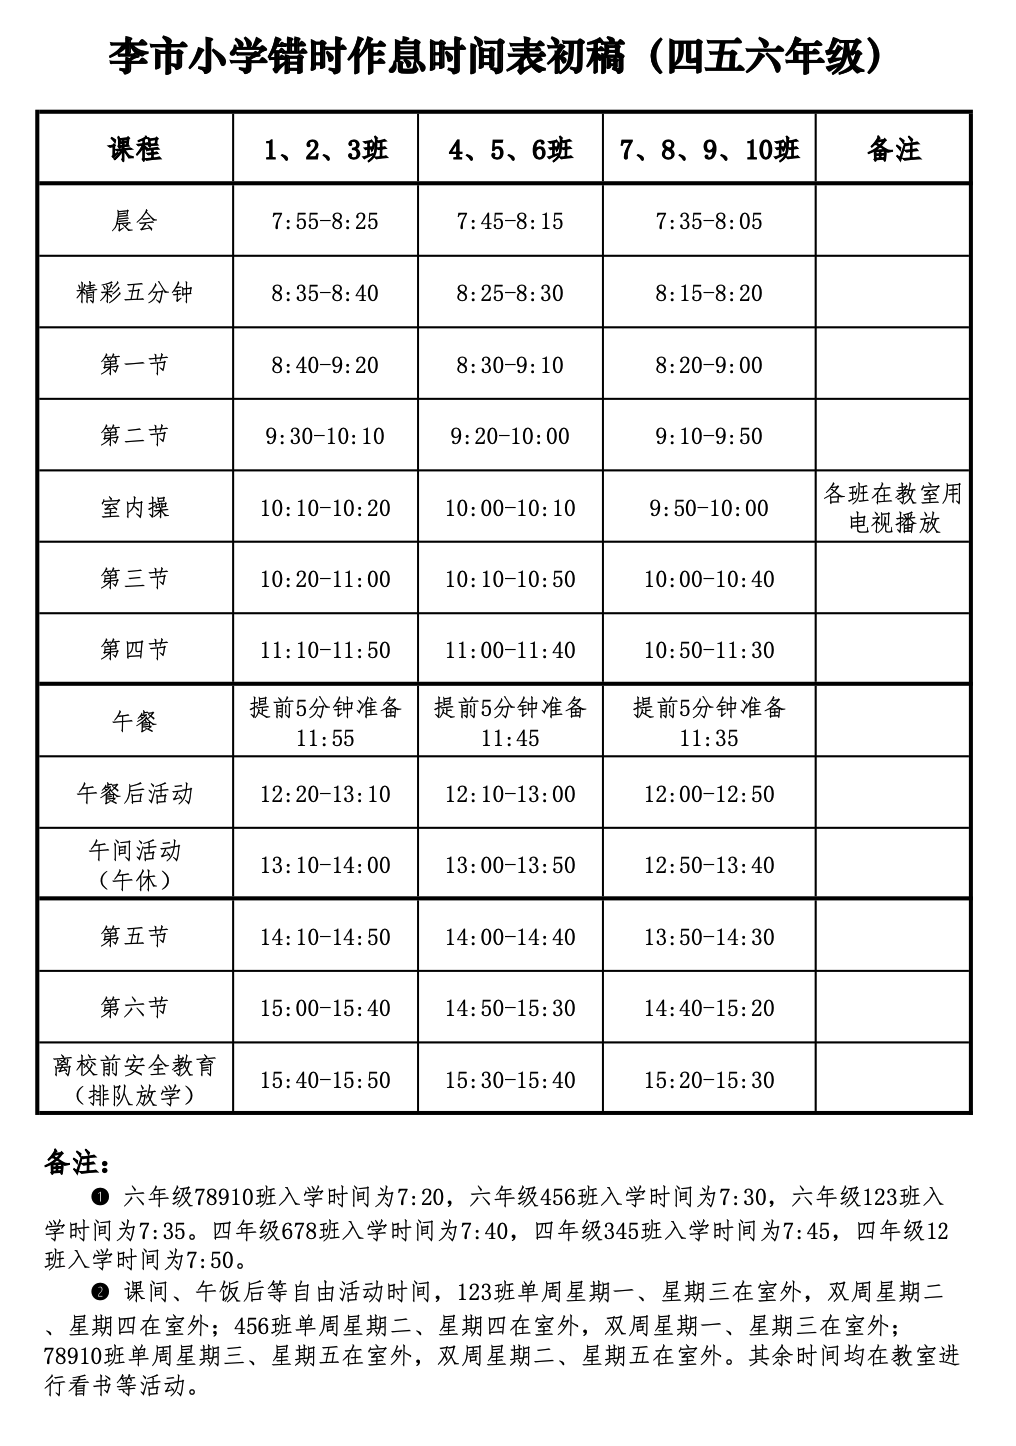 李市小学错时作息时间表初稿（四五六年级）
课程 1、2、3班 4、5、6班 7、8、9、10班 备注
晨会 7:55-8:25 7:45-8:15 7:35-8:05
精彩五分钟 8:35-8:40 8:25-8:30 8:15-8:20
第一节 8:40-9:20 8:30-9:10 8:20-9:00
第二节 9:30-10:10 9:20-10:00 9:10-9:50
室内操 10:10-10:20 10:00-10:10 9:50-10:00 各班在教室用
电视播放
第三节 10:20-11:00 10:10-10:50 10:00-10:40
第四节 11:10-11:50 11:00-11:40 10:50-11:30
午餐 提前5分钟准备 提前5分钟准备 提前5分钟准备
11:55 11:45 11:35
午餐后活动 12:20-13:10 12:10-13:00 12:00-12:50
午间活动
（午休） 13:10-14:00 13:00-13:50 12:50-13:40
第五节 14:10-14:50 14:00-14:40 13:50-14:30
第六节 15:00-15:40 14:50-15:30 14:40-15:20
离校前安全教育
（排队放学） 15:40-15:50 15:30-15:40 15:20-15:30
备注：
❶ 六年级78910班入学时间为7:20，六年级456班入学时间为7:30，六年级123班入
学时间为7:35。四年级678班入学时间为7:40，四年级345班入学时间为7:45，四年级12
班入学时间为7:50。
❷ 课间、午饭后等自由活动时间，123班单周星期一、星期三在室外，双周星期二
、星期四在室外；456班单周星期二、星期四在室外，双周星期一、星期三在室外；
78910班单周星期三、星期五在室外，双周星期二、星期五在室外。其余时间均在教室进
行看书等活动。